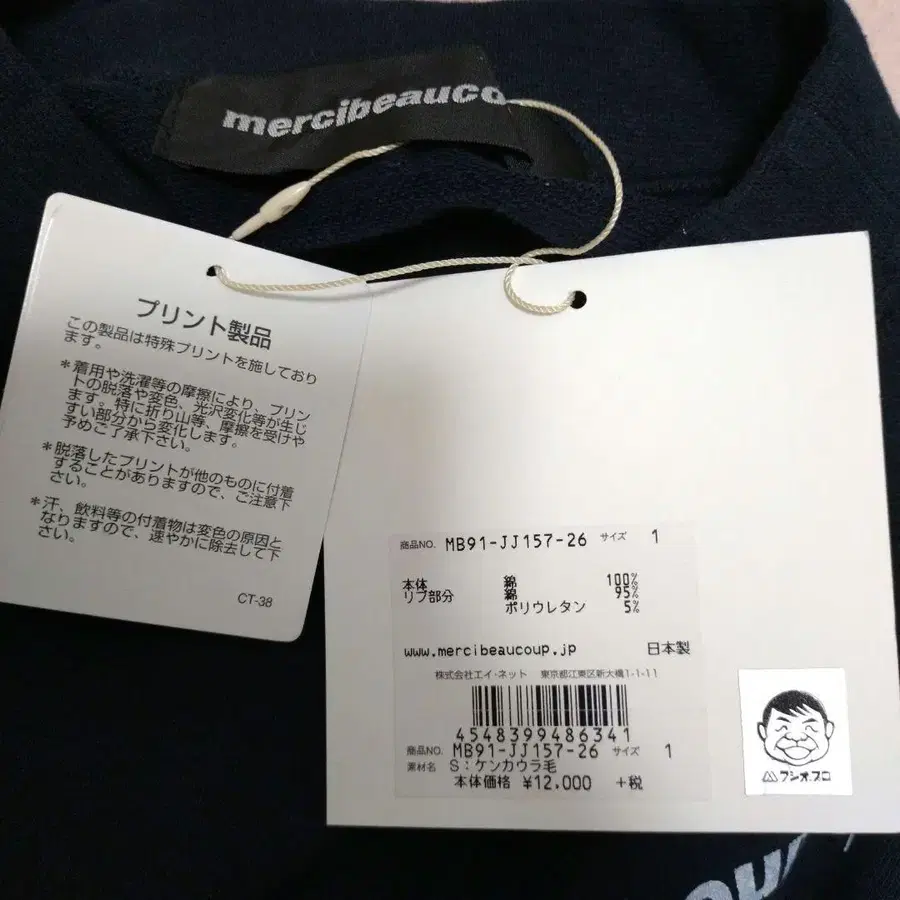 mercibeauco
プリント製品
この製品は特殊プリントを施しており
ます。
＊着用や洗濯等の摩擦により、プリン
トの脱落や変色、光沢変化等が生じ
ます。特に折り山等、摩擦を受けや
すい部分から変化します。
予めご了承下さい。
＊脱落したプリントが他のものに付着
することがありますので、ご注意下
さい。
＊汗、飲料等の付着物は変色の原因と
なりますので、速やかに除去して下
さい。
CT-38
商品NO. MB91-JJ157-26 サイズ 1
本体 綿 100%
リブ部分 綿 95%
ポリウレタン 5%
www.mercibeaucoup.jp 日本製
株式会社エイ・ネット 東京都江東区新大橋1-1-11
4548399486341
商品NO. MB91-JJ157-26 サイズ 1
素材名 S：ケンカウラ毛
本体価格 ¥12,000 +税
フジオ・プロ